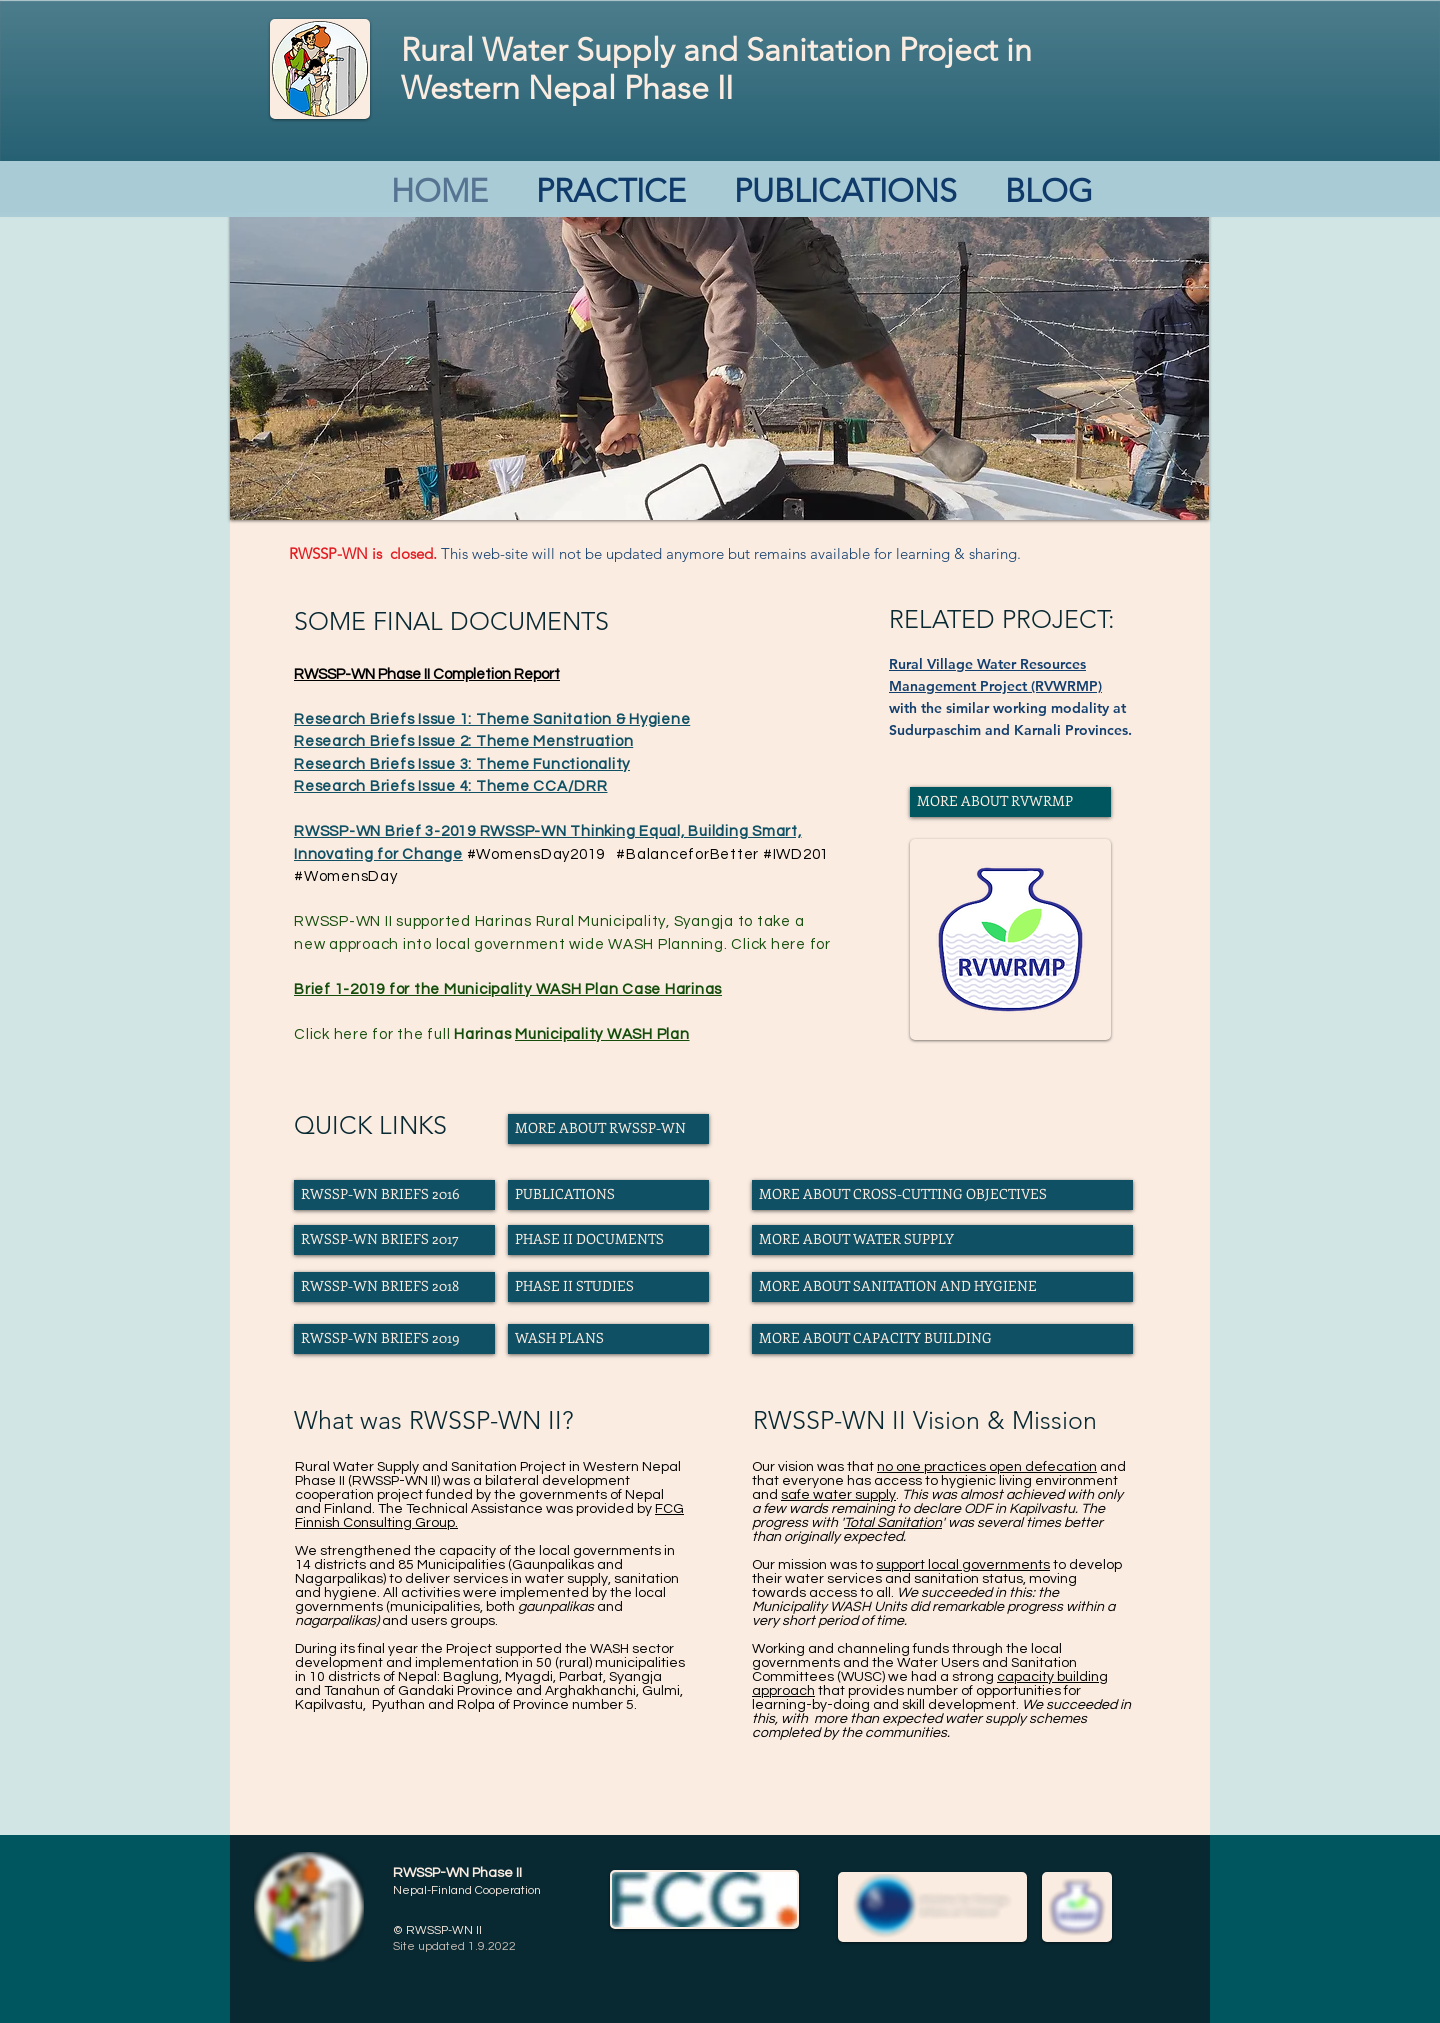 Rural Water Supply and Sanitation Project in
Western Nepal Phase II
HOME PRACTICE PUBLICATIONS BLOG
RWSSP-WN is  closed. This web-site will not be updated anymore but remains available for learning & sharing.
SOME FINAL DOCUMENTS
RWSSP-WN Phase II Completion Report
Research Briefs Issue 1: Theme Sanitation & Hygiene
Research Briefs Issue 2: Theme Menstruation
Research Briefs Issue 3: Theme Functionality
Research Briefs Issue 4: Theme CCA/DRR
RWSSP-WN Brief 3-2019 RWSSP-WN Thinking Equal, Building Smart,
Innovating for Change #WomensDay2019   #BalanceforBetter #IWD201
#WomensDay
RWSSP-WN II supported Harinas Rural Municipality, Syangja to take a
new approach into local government wide WASH Planning. Click here for
Brief 1-2019 for the Municipality WASH Plan Case Harinas
Click here for the full Harinas Municipality WASH Plan
RELATED PROJECT:
Rural Village Water Resources
Management Project (RVWRMP)
with the similar working modality at
Sudurpaschim and Karnali Provinces.
MORE ABOUT RVWRMP
RVWRMP
QUICK LINKS
MORE ABOUT RWSSP-WN
RWSSP-WN BRIEFS 2016
PUBLICATIONS
MORE ABOUT CROSS-CUTTING OBJECTIVES
RWSSP-WN BRIEFS 2017
PHASE II DOCUMENTS
MORE ABOUT WATER SUPPLY
RWSSP-WN BRIEFS 2018
PHASE II STUDIES
MORE ABOUT SANITATION AND HYGIENE
RWSSP-WN BRIEFS 2019
WASH PLANS
MORE ABOUT CAPACITY BUILDING
What was RWSSP-WN II?
Rural Water Supply and Sanitation Project in Western Nepal
Phase II (RWSSP-WN II) was a bilateral development
cooperation project funded by the governments of Nepal
and Finland. The Technical Assistance was provided by FCG
Finnish Consulting Group.
We strengthened the capacity of the local governments in
14 districts and 85 Municipalities (Gaunpalikas and
Nagarpalikas) to deliver services in water supply, sanitation
and hygiene. All activities were implemented by the local
governments (municipalities, both gaunpalikas and
nagarpalikas) and users groups.
During its final year the Project supported the WASH sector
development and implementation in 50 (rural) municipalities
in 10 districts of Nepal: Baglung, Myagdi, Parbat, Syangja
and Tanahun of Gandaki Province and Arghakhanchi, Gulmi,
Kapilvastu,  Pyuthan and Rolpa of Province number 5.
RWSSP-WN II Vision & Mission
Our vision was that no one practices open defecation and
that everyone has access to hygienic living environment
and safe water supply. This was almost achieved with only
a few wards remaining to declare ODF in Kapilvastu. The
progress with 'Total Sanitation' was several times better
than originally expected.
Our mission was to support local governments to develop
their water services and sanitation status, moving
towards access to all. We succeeded in this: the
Municipality WASH Units did remarkable progress within a
very short period of time.
Working and channeling funds through the local
governments and the Water Users and Sanitation
Committees (WUSC) we had a strong capacity building
approach that provides number of opportunities for
learning-by-doing and skill development. We succeeded in
this, with  more than expected water supply schemes
completed by the communities.
RWSSP-WN Phase II
Nepal-Finland Cooperation
© RWSSP-WN II
Site updated 1.9.2022
FCG